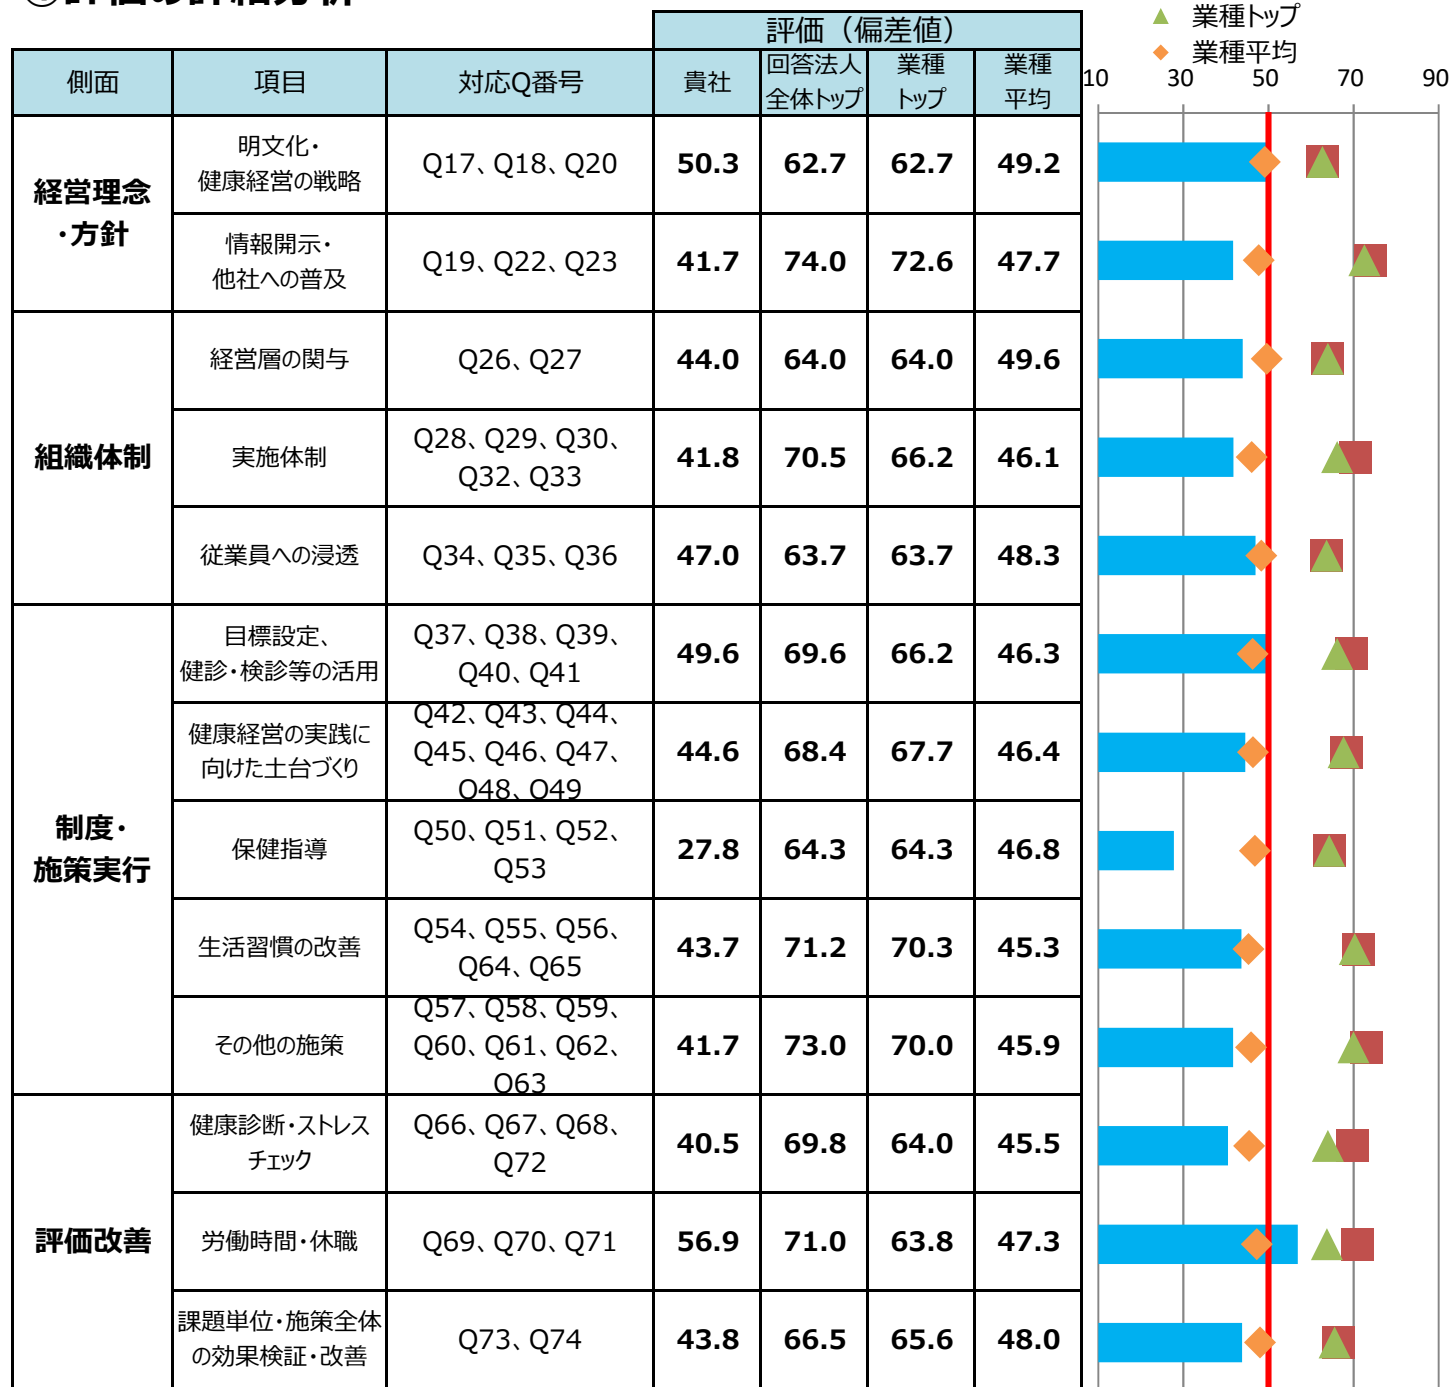 ①評価の詳細分析
業種トップ
業種平均
評価（偏差値）
側面 項目 対応Q番号 貴社 回答法人 業種 業種
全体トップ トップ 平均
10 30 50 70 90
経営理念
・方針
明文化・
健康経営の戦略
Q17、Q18、Q20
50.3 62.7 62.7 49.2
情報開示・
他社への普及
Q19、Q22、Q23
41.7 74.0 72.6 47.7
組織体制
経営層の関与
Q26、Q27
44.0 64.0 64.0 49.6
実施体制
Q28、Q29、Q30、
Q32、Q33
41.8 70.5 66.2 46.1
従業員への浸透
Q34、Q35、Q36
47.0 63.7 63.7 48.3
制度・
施策実行
目標設定、
健診・検診等の活用
Q37、Q38、Q39、
Q40、Q41
49.6 69.6 66.2 46.3
健康経営の実践に
向けた土台づくり
Q42、Q43、Q44、
Q45、Q46、Q47、
Q48、Q49
44.6 68.4 67.7 46.4
保健指導
Q50、Q51、Q52、
Q53
27.8 64.3 64.3 46.8
生活習慣の改善
Q54、Q55、Q56、
Q64、Q65
43.7 71.2 70.3 45.3
その他の施策
Q57、Q58、Q59、
Q60、Q61、Q62、
Q63
41.7 73.0 70.0 45.9
評価改善
健康診断・ストレス
チェック
Q66、Q67、Q68、
Q72
40.5 69.8 64.0 45.5
労働時間・休職
Q69、Q70、Q71
56.9 71.0 63.8 47.3
課題単位・施策全体
の効果検証・改善
Q73、Q74
43.8 66.5 65.6 48.0